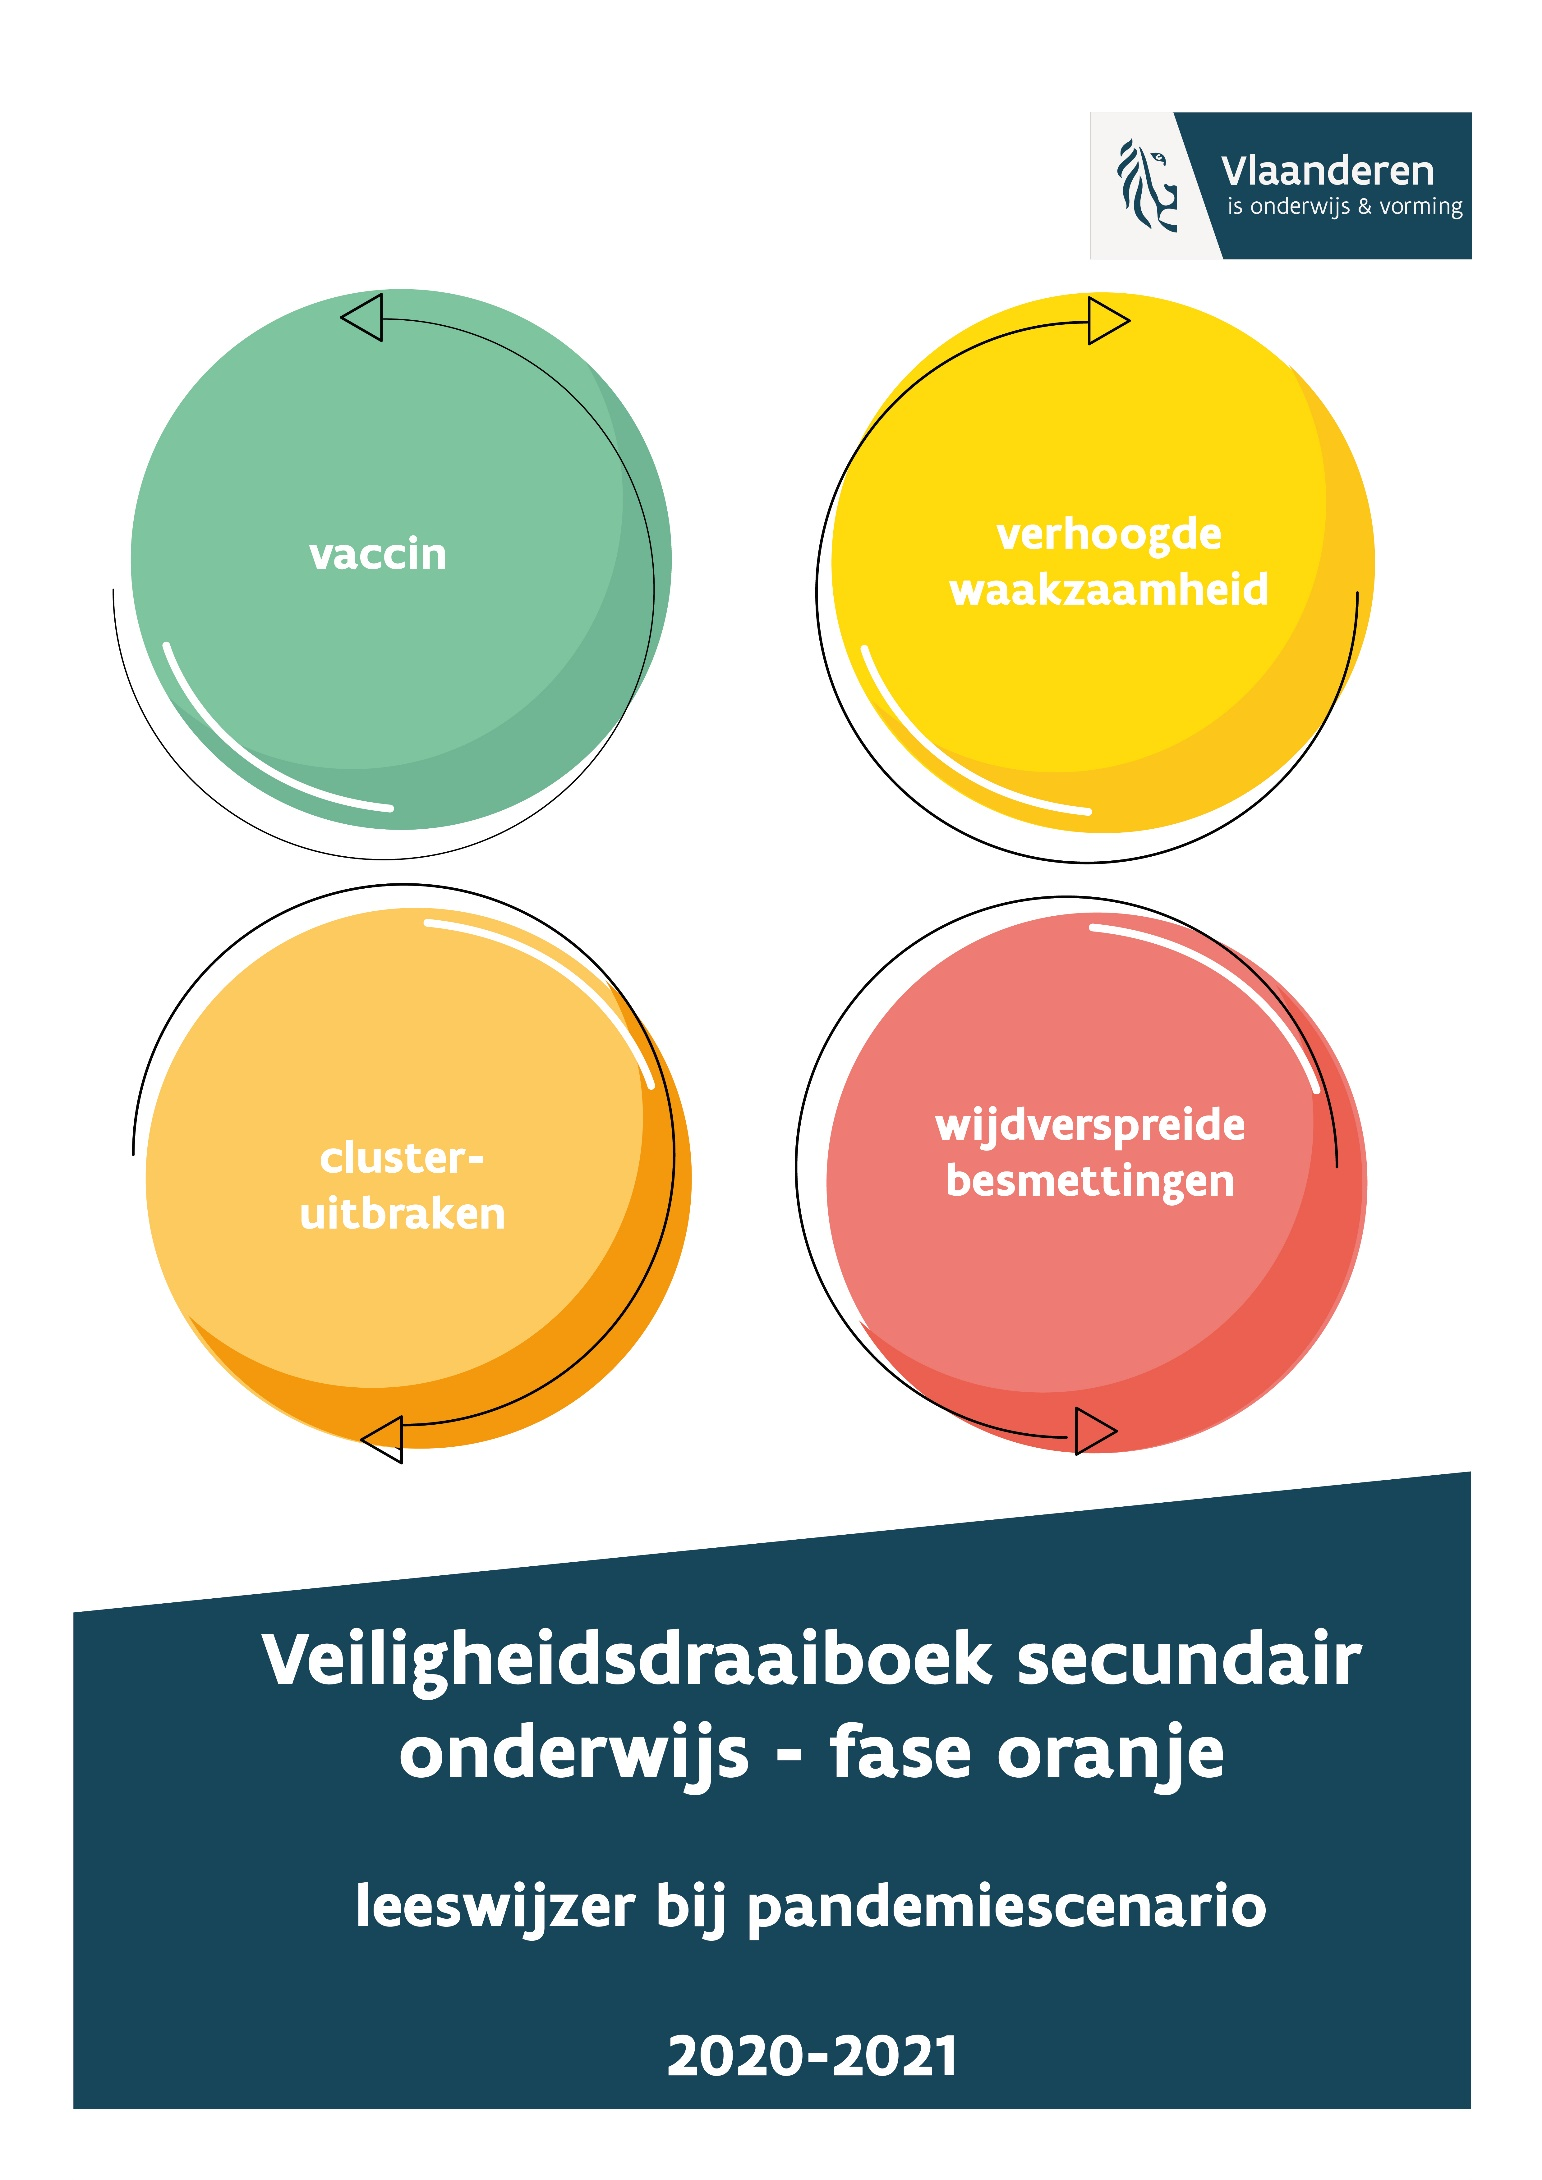 Vlaanderen
is onderwijs & vorming
vaccin
verhoogde
waakzaamheid
cluster-
uitbraken
wijdverspreide
besmettingen
Veiligheidsdraaiboek secundair
onderwijs - fase oranje
leeswijzer bij pandemiescenario
2020-2021